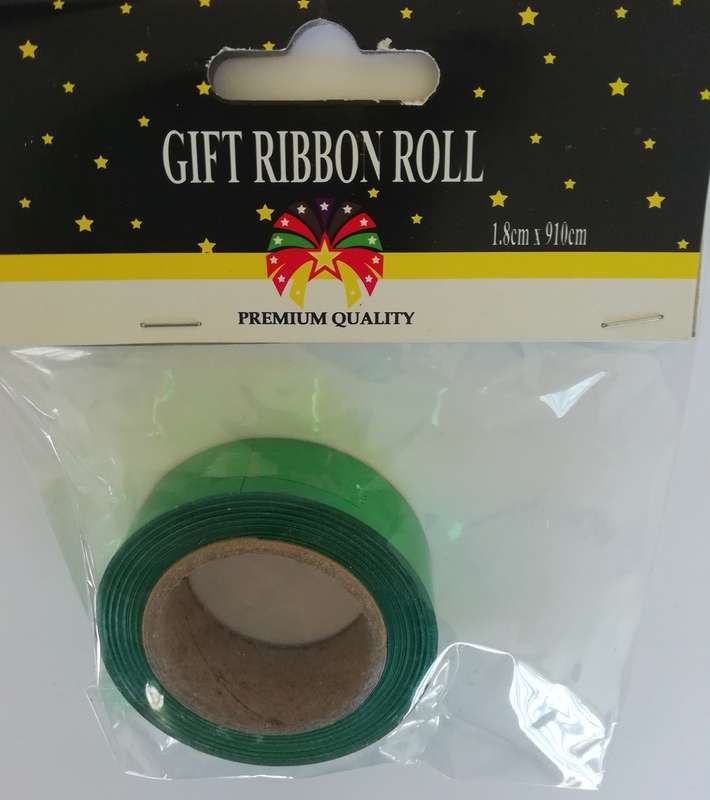 GIFT RIBBON ROLL
1.8cm x 910cm
PREMIUM QUALITY